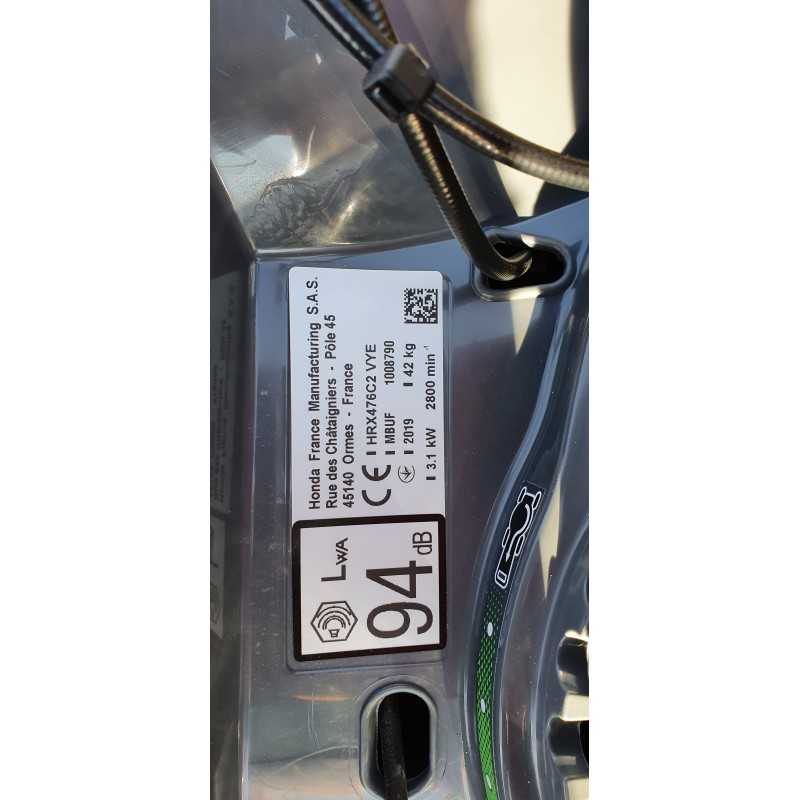 Honda France Manufacturing S.A.S.
Rue des Châtaigniers - Pôle 45
45140 Ormes - France
CE HRX476C2 VYE
MBUF 1008790
2019 42 kg
3.1 kW 2800 min⁻¹
LWA
94 dB